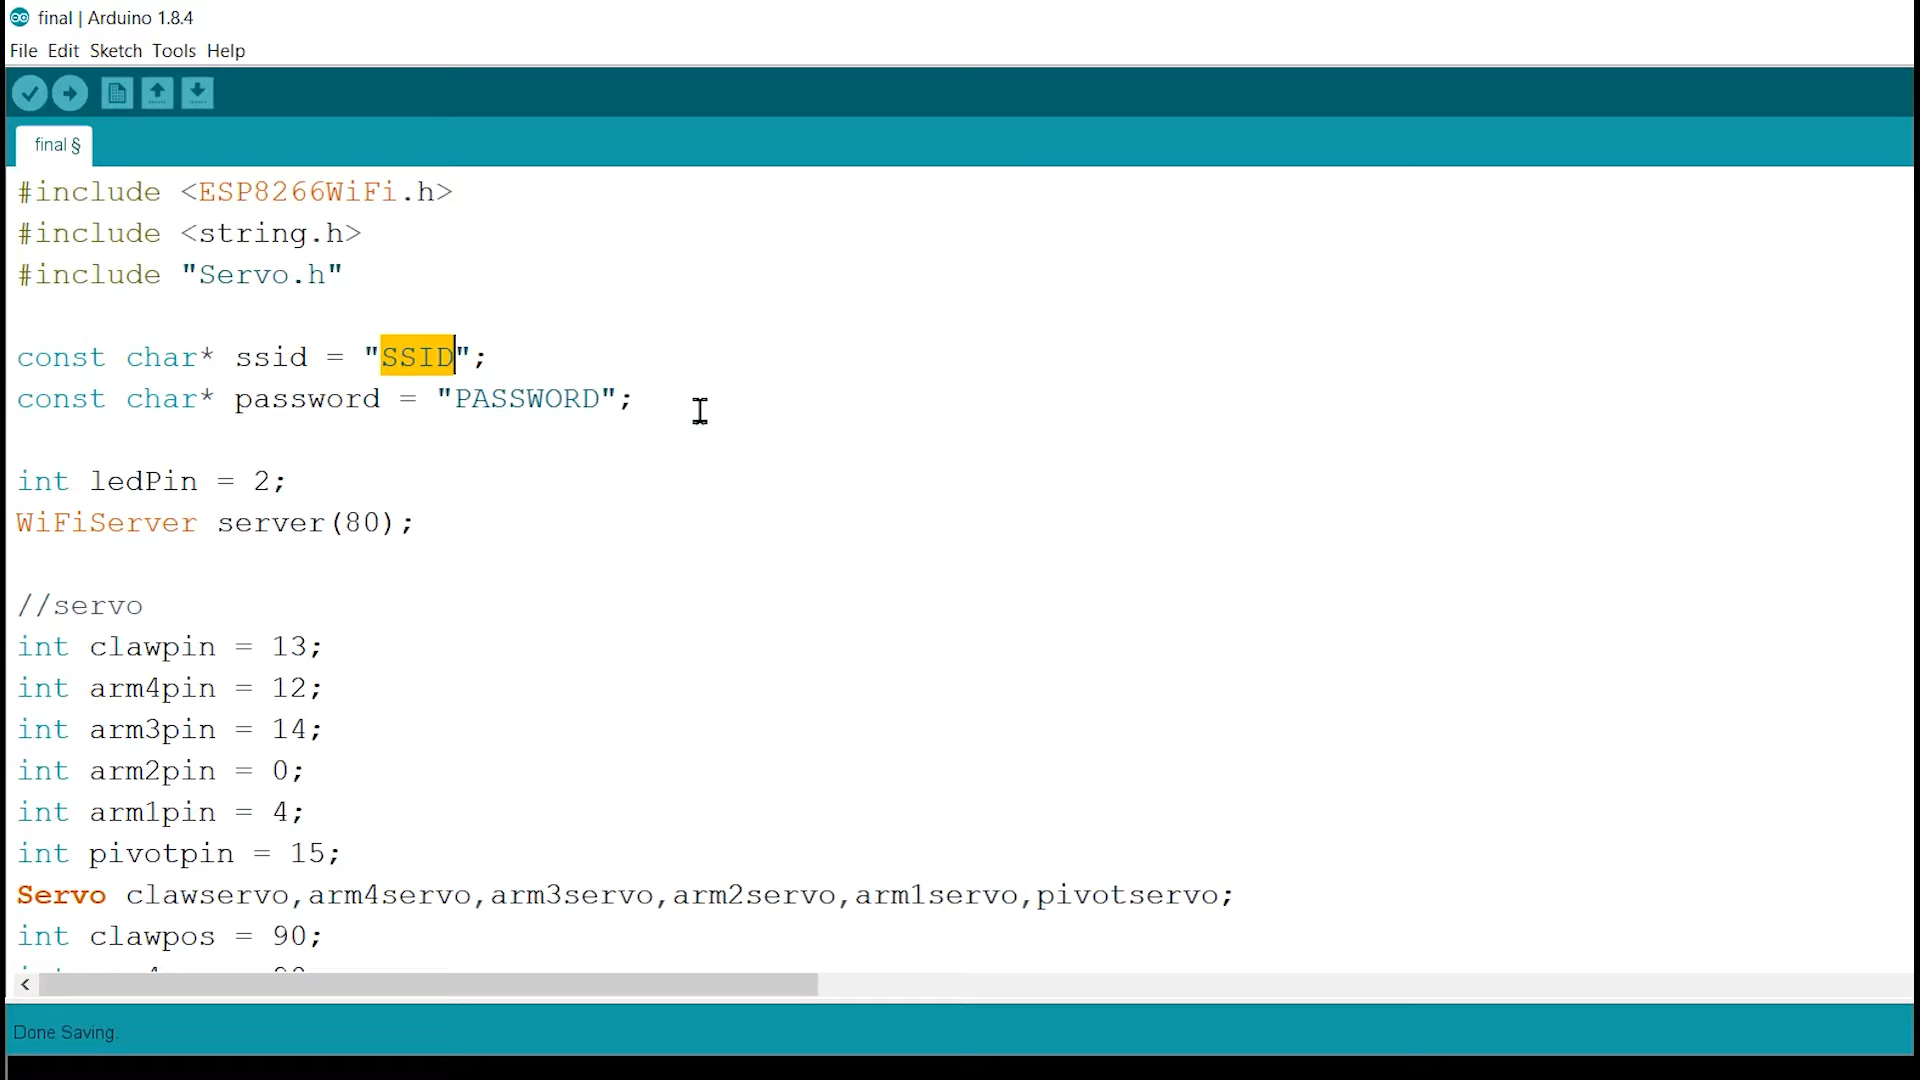 final | Arduino 1.8.4
File Edit Sketch Tools Help
final §
#include <ESP8266WiFi.h>
#include <string.h>
#include "Servo.h"
const char* ssid = "SSID";
const char* password = "PASSWORD";
int ledPin = 2;
WiFiServer server(80);
//servo
int clawpin = 13;
int arm4pin = 12;
int arm3pin = 14;
int arm2pin = 0;
int arm1pin = 4;
int pivotpin = 15;
Servo clawservo,arm4servo,arm3servo,arm2servo,arm1servo,pivotservo;
int clawpos = 90;
Done Saving.